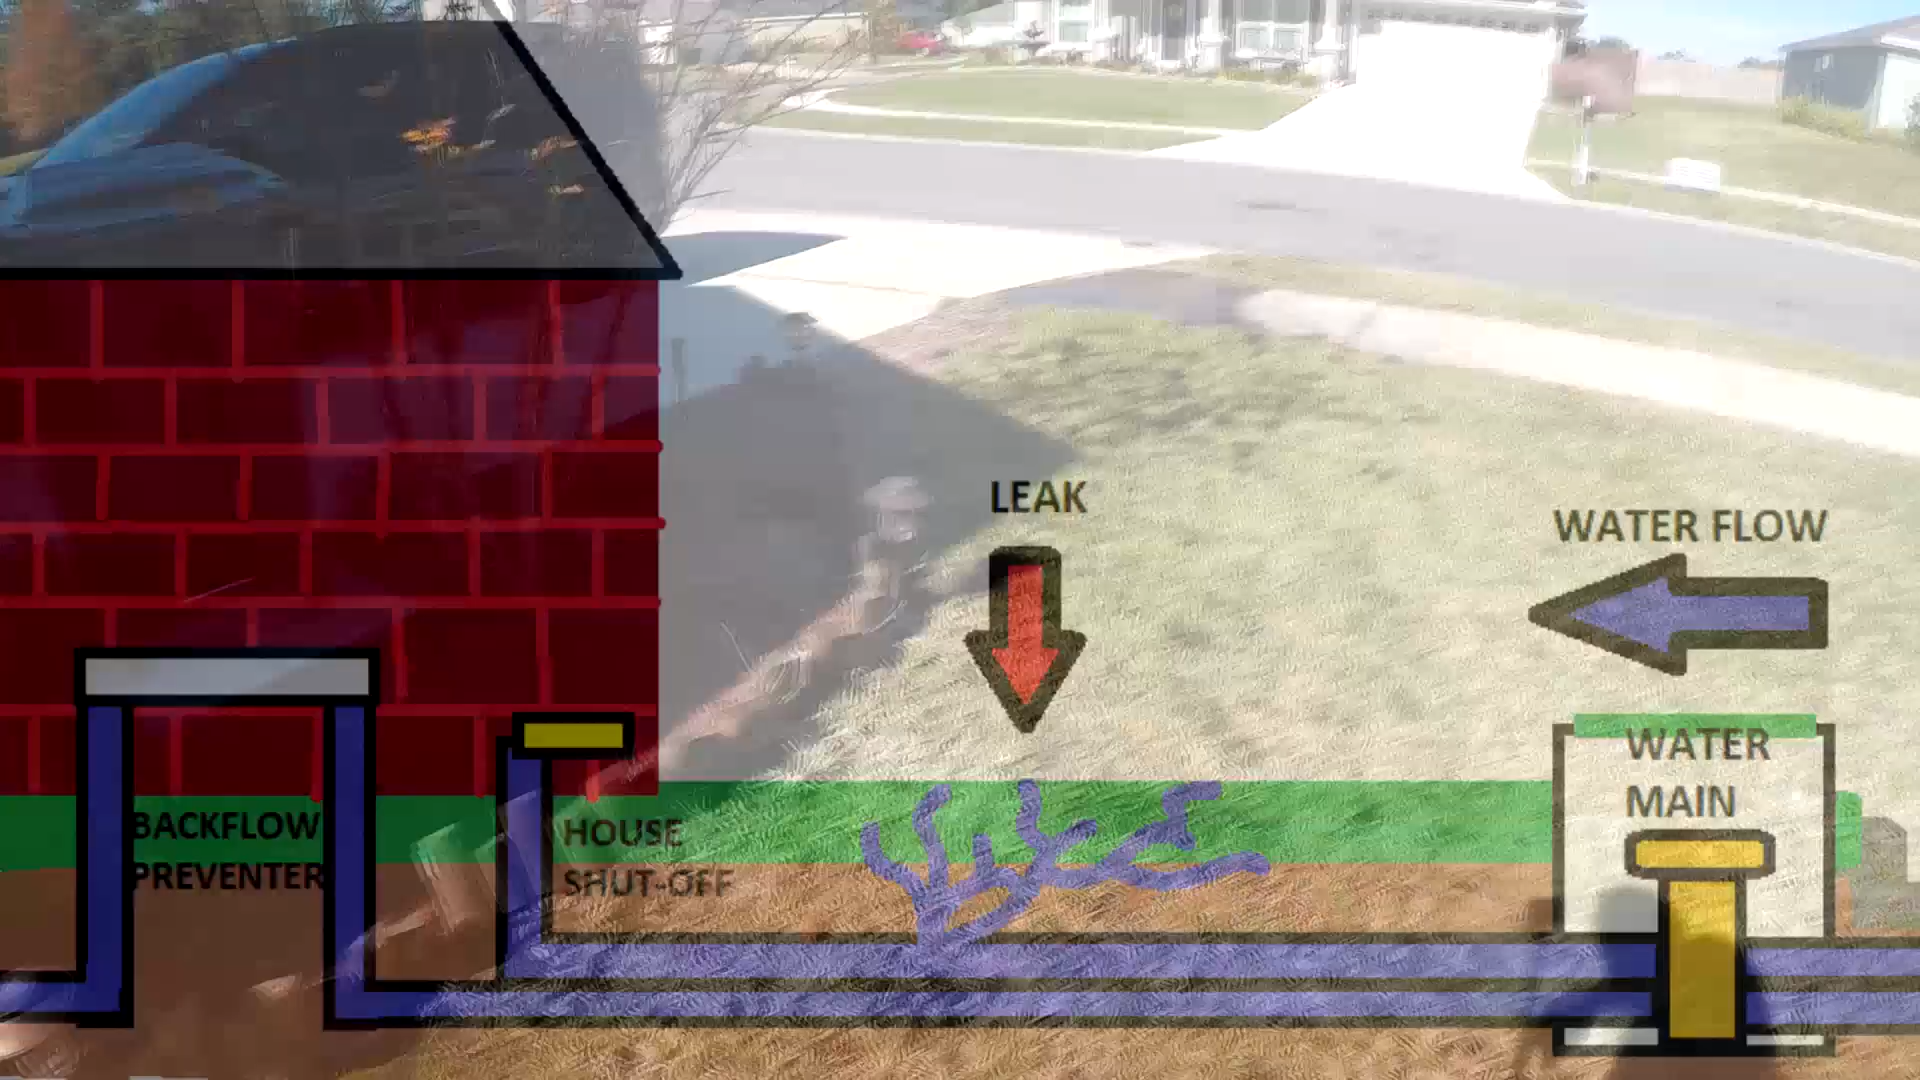 LEAK
WATER FLOW
WATER
MAIN
BACKFLOW
PREVENTER
HOUSE
SHUT-OFF